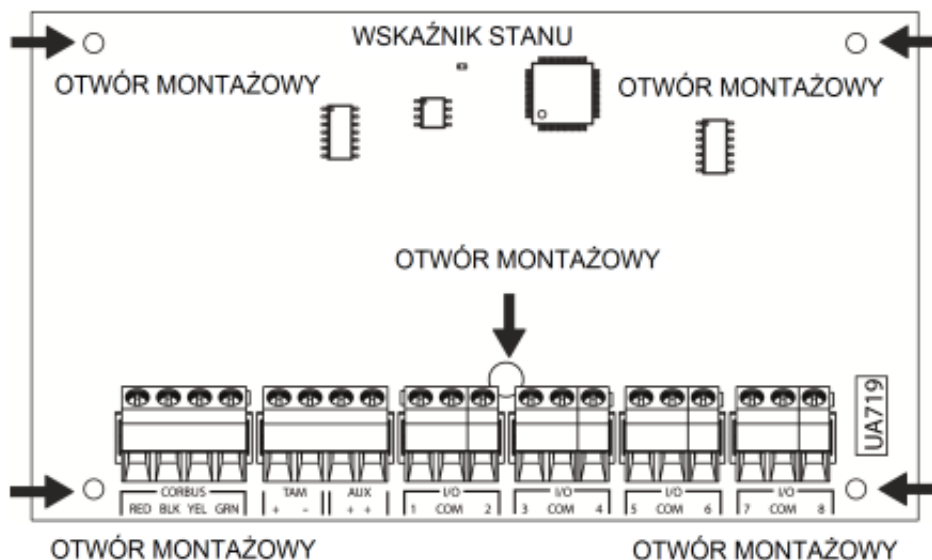 WSKAŹNIK STANU
OTWÓR MONTAŻOWY
OTWÓR MONTAŻOWY
OTWÓR MONTAŻOWY
UA719
CORBUS TAM AUX I/O I/O I/O I/O
RED BLK YEL GRN + - + + 1 COM 2 3 COM 4 5 COM 6 7 COM 8
OTWÓR MONTAŻOWY OTWÓR MONTAŻOWY